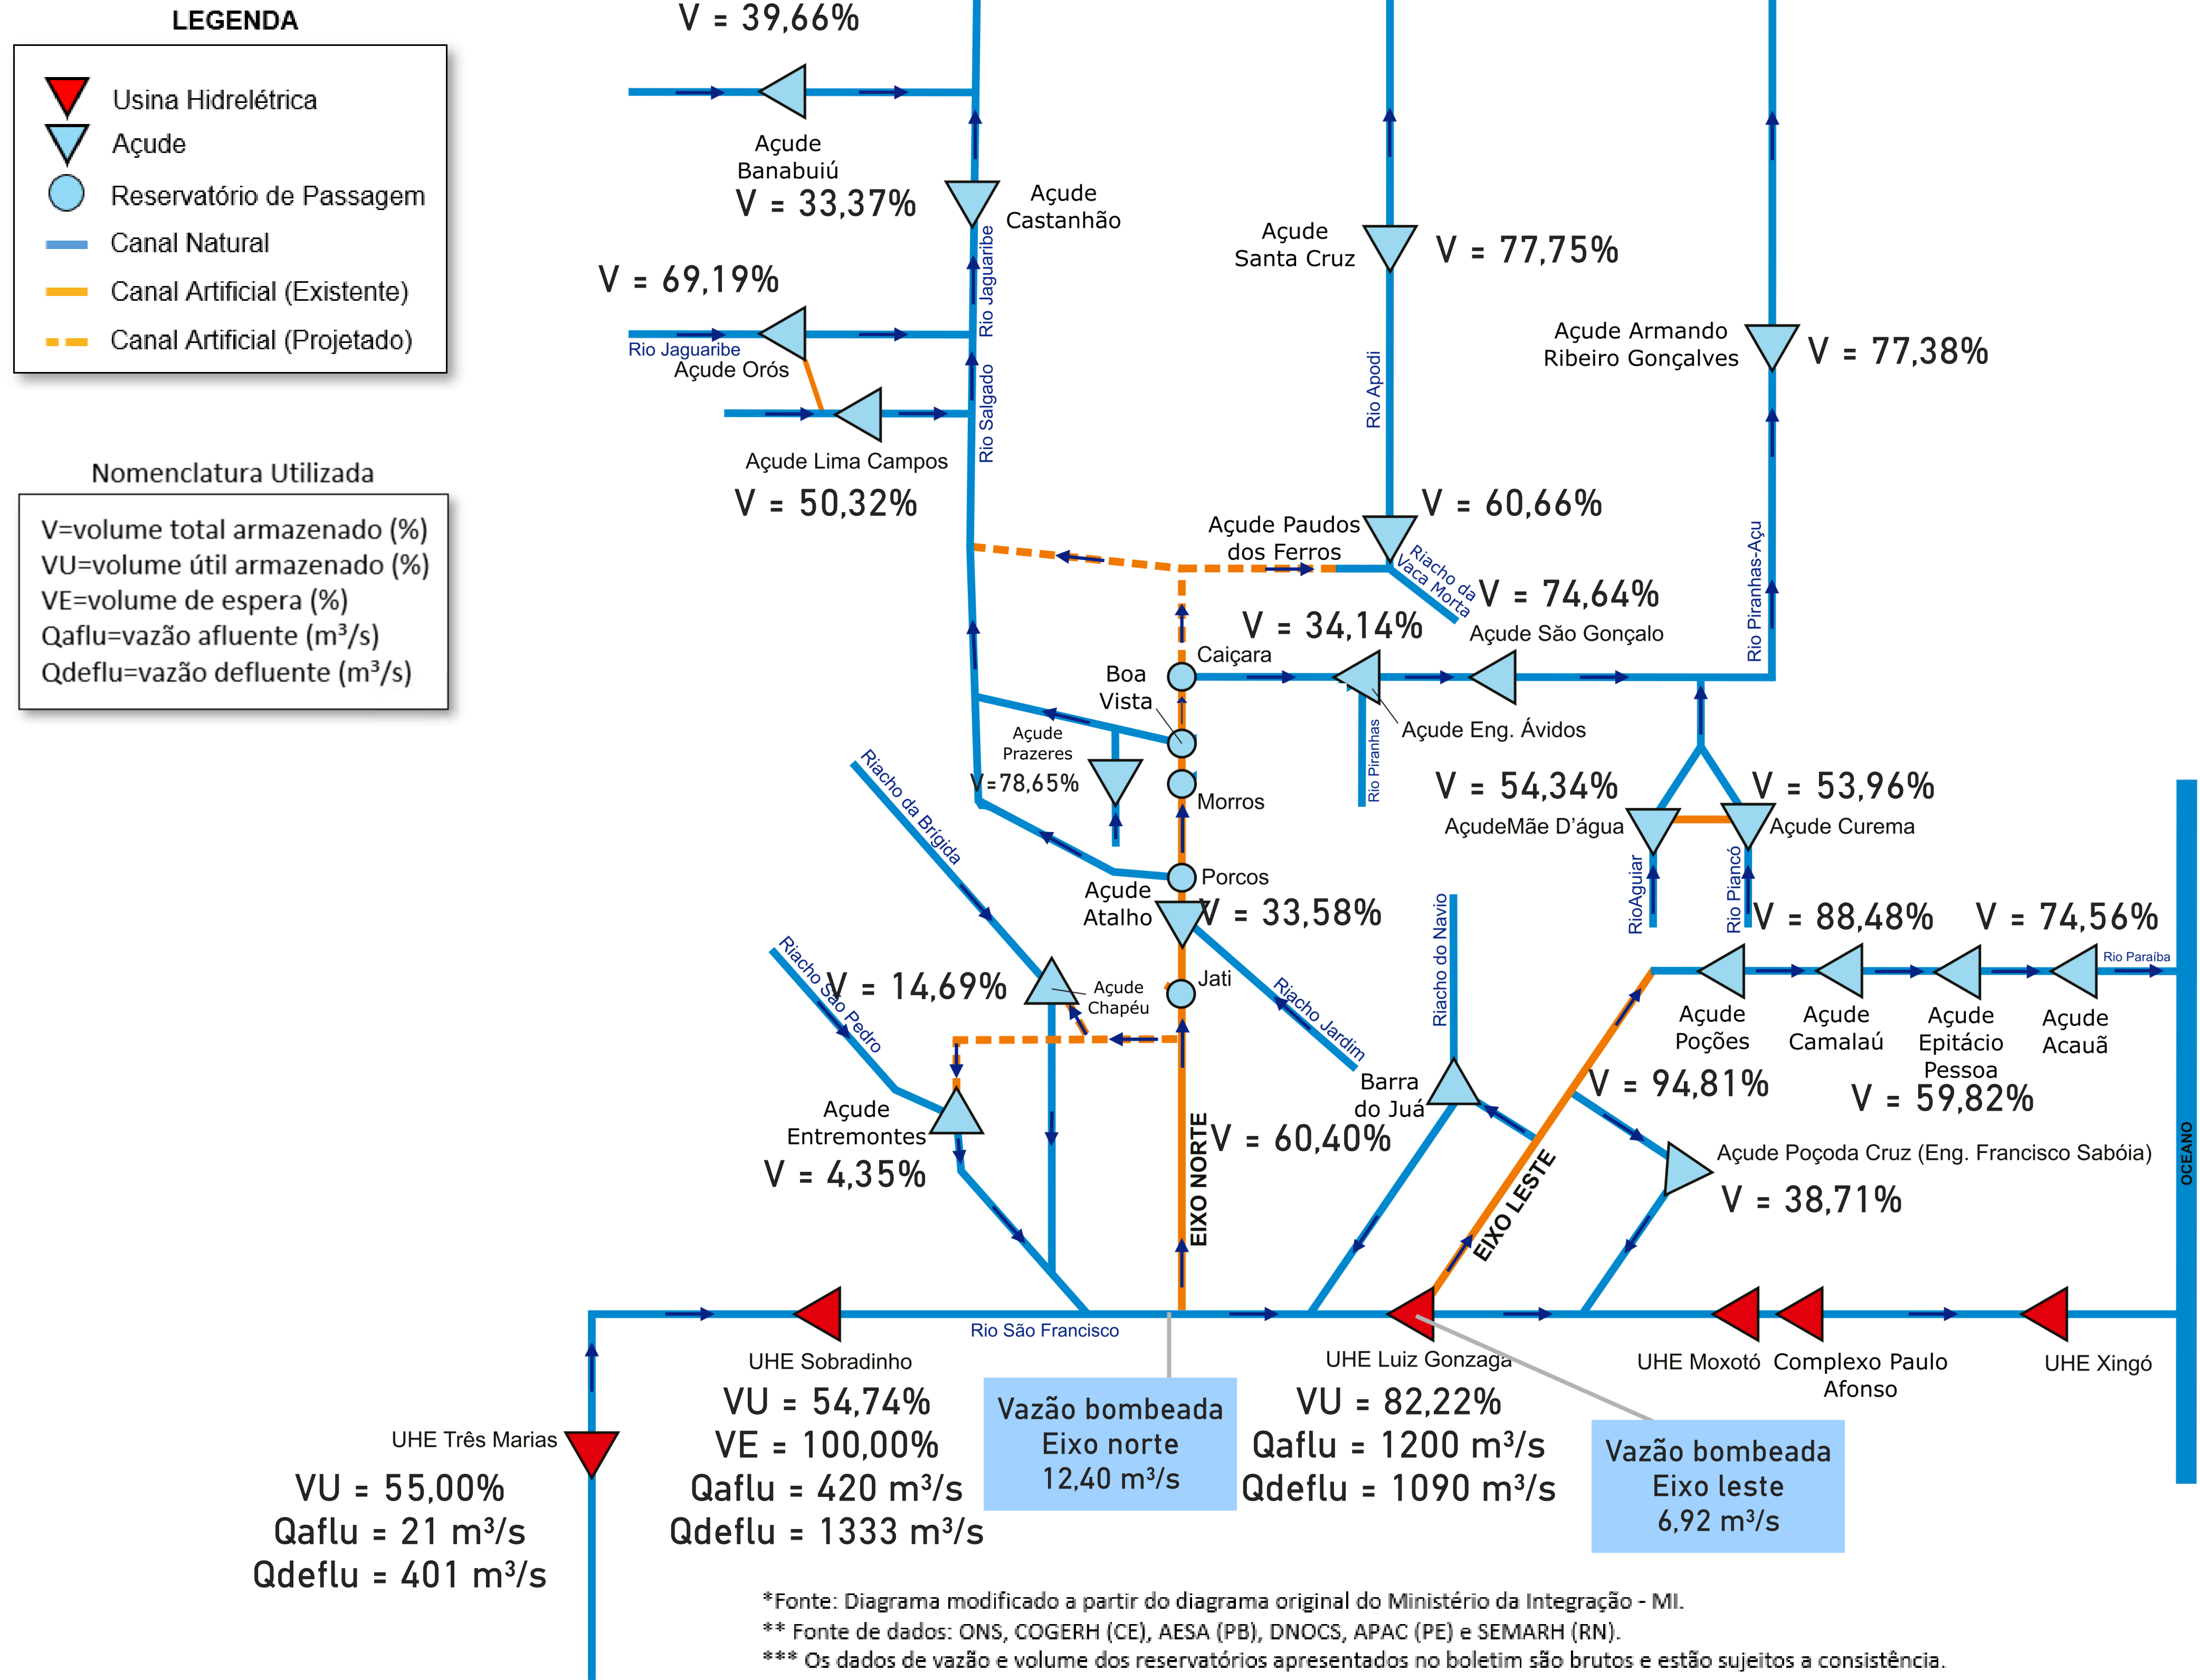 LEGENDA
Usina Hidrelétrica
Açude
Reservatório de Passagem
Canal Natural
Canal Artificial (Existente)
Canal Artificial (Projetado)
Nomenclatura Utilizada
V=volume total armazenado (%)
VU=volume útil armazenado (%)
VE=volume de espera (%)
Qaflu=vazão afluente (m³/s)
Qdeflu=vazão defluente (m³/s)
V = 39,66%
Açude
Banabuiú
V = 33,37%
Açude
Castanhão
V = 69,19%
Rio Jaguaribe
Açude Orós
Rio Jaguaribe
Rio Salgado
Açude Lima Campos
V = 50,32%
Açude
Santa Cruz
V = 77,75%
Rio Apodi
Açude Armando
Ribeiro Gonçalves
V = 77,38%
Rio Piranhas-Açu
V = 60,66%
Açude Paudos
dos Ferros
Riacho da
Vaca Morta
V = 74,64%
Açude São Gonçalo
V = 34,14%
Caiçara
Boa
Vista
Açude Eng. Ávidos
Rio Piranhas
Açude
Prazeres
V=78,65%
Morros
Porcos
Riacho da Brígida
Açude
Atalho
V = 33,58%
V = 54,34%
AçudeMãe D'água
V = 53,96%
Açude Curema
RioAguiar
Rio Piancó
V = 88,48%
V = 74,56%
Rio Paraíba
Riacho São Pedro
V = 14,69%
Açude
Chapéu
Jati
Riacho Jardim
Riacho do Navio
Açude
Poções
Açude
Camalaú
Açude
Epitácio
Pessoa
Açude
Acauã
V = 94,81%
V = 59,82%
Barra
do Juá
V = 60,40%
Açude
Entremontes
V = 4,35%
EIXO NORTE
EIXO LESTE
Açude Poçoda Cruz (Eng. Francisco Sabóia)
V = 38,71%
OCEANO
Rio São Francisco
UHE Sobradinho
VU = 54,74%
VE = 100,00%
Qaflu = 420 m³/s
Qdeflu = 1333 m³/s
Vazão bombeada
Eixo norte
12,40 m³/s
UHE Luiz Gonzaga
VU = 82,22%
Qaflu = 1200 m³/s
Qdeflu = 1090 m³/s
Vazão bombeada
Eixo leste
6,92 m³/s
UHE Moxotó
Complexo Paulo
Afonso
UHE Xingó
UHE Três Marias
VU = 55,00%
Qaflu = 21 m³/s
Qdeflu = 401 m³/s
*Fonte: Diagrama modificado a partir do diagrama original do Ministério da Integração - MI.
** Fonte de dados: ONS, COGERH (CE), AESA (PB), DNOCS, APAC (PE) e SEMARH (RN).
*** Os dados de vazão e volume dos reservatórios apresentados no boletim são brutos e estão sujeitos a consistência.